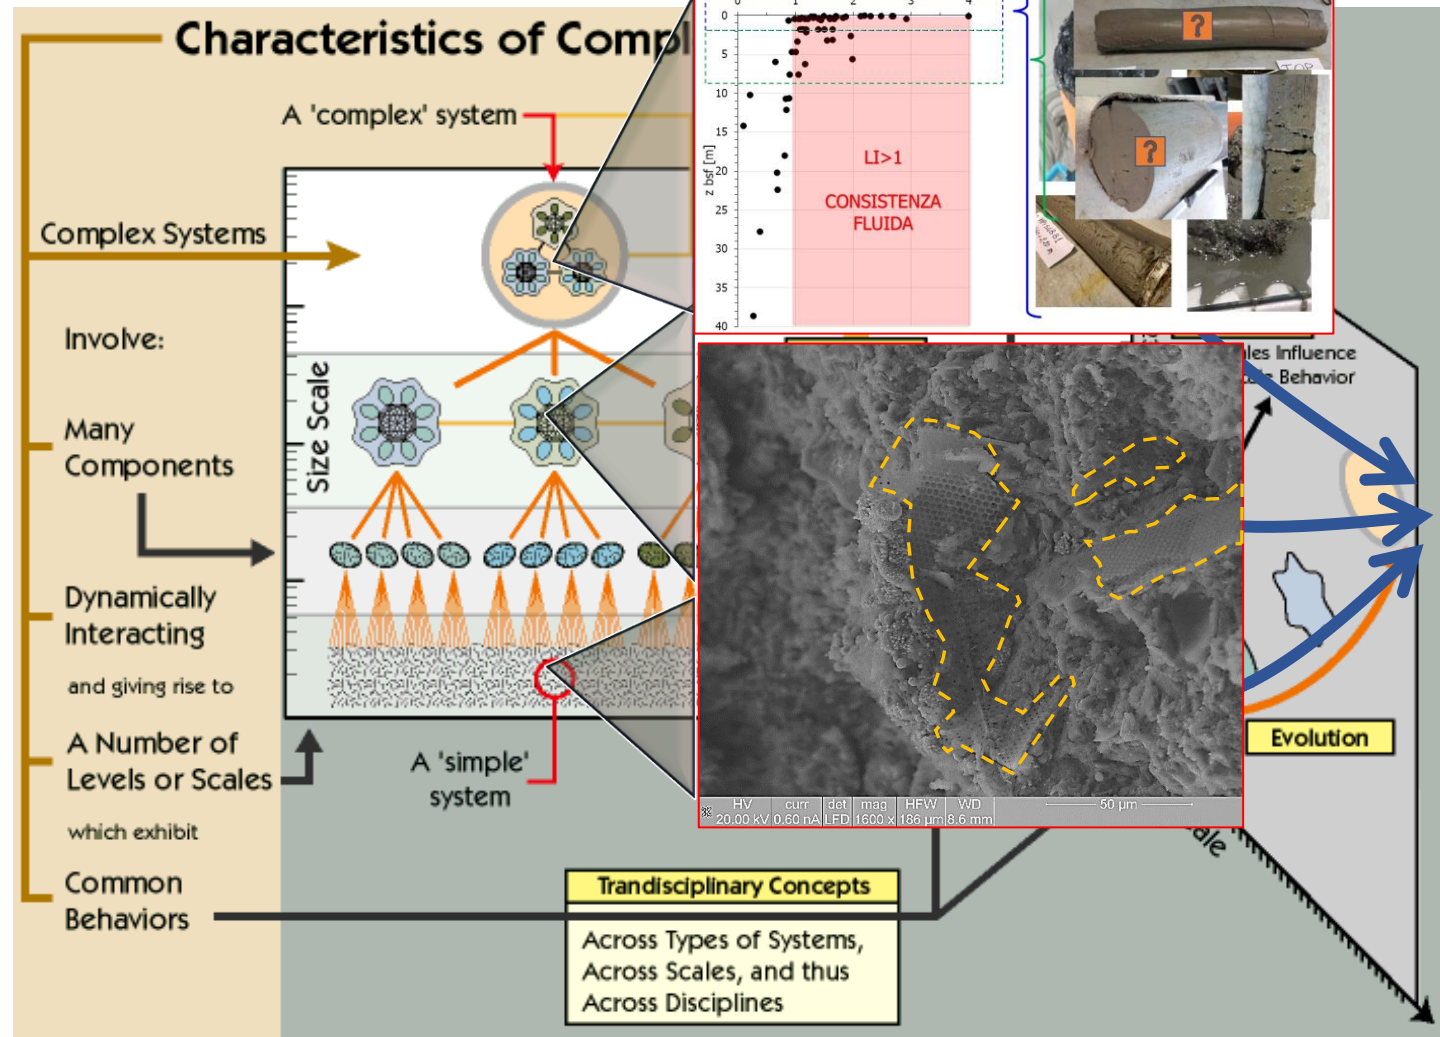 Characteristics of Compl
A 'complex' system
Complex Systems
Involve:
Many
Components
Dynamically
Interacting
and giving rise to
A Number of
Levels or Scales
which exhibit
Common
Behaviors
Size Scale
A 'simple'
system
0
1
2
3
4
0
5
10
15
20
25
30
35
40
z bsf [m]
LI>1
CONSISTENZA
FLUIDA
?
TOP
?
les Influence
cale Behavior
HV curr det mag HFW WD
20.00 kV 0.60 nA LFD 1600 x 186 µm 8.6 mm
50 µm
Evolution
ale
Trandisciplinary Concepts
Across Types of Systems,
Across Scales, and thus
Across Disciplines